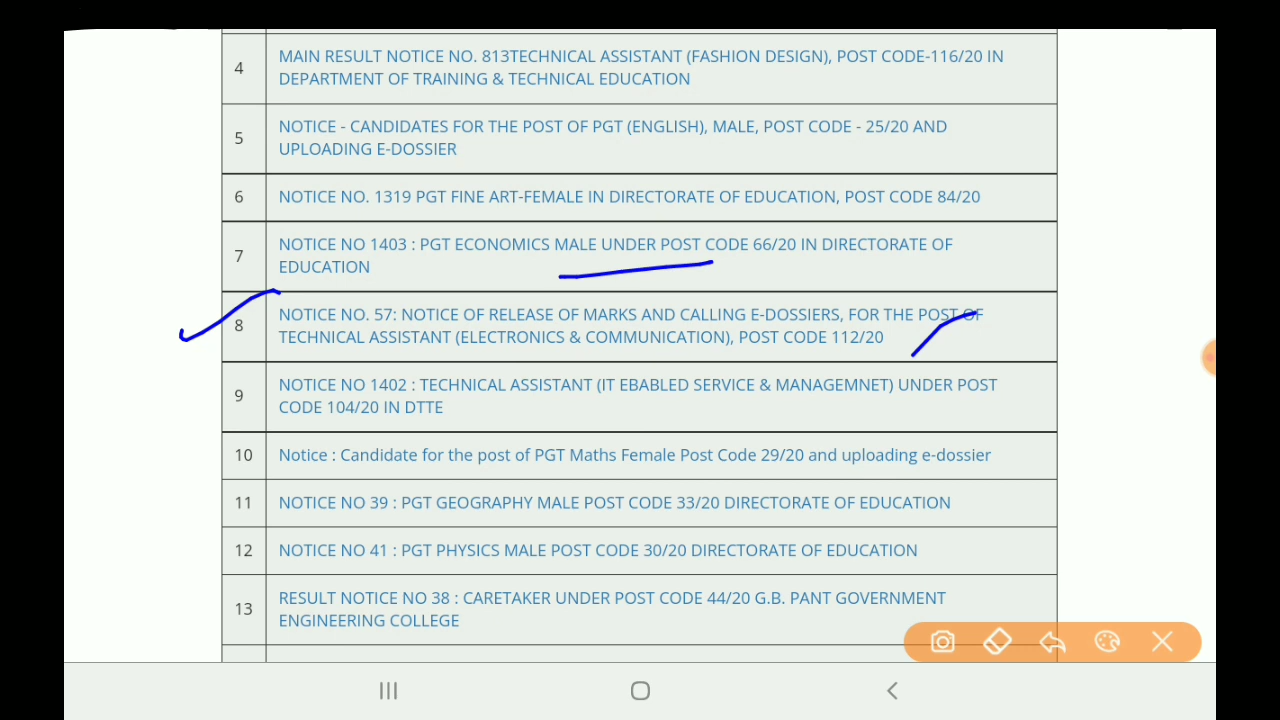 4
MAIN RESULT NOTICE NO. 813TECHNICAL ASSISTANT (FASHION DESIGN), POST CODE-116/20 IN
DEPARTMENT OF TRAINING & TECHNICAL EDUCATION
5
NOTICE - CANDIDATES FOR THE POST OF PGT (ENGLISH), MALE, POST CODE - 25/20 AND
UPLOADING E-DOSSIER
6
NOTICE NO. 1319 PGT FINE ART-FEMALE IN DIRECTORATE OF EDUCATION, POST CODE 84/20
7
NOTICE NO 1403 : PGT ECONOMICS MALE UNDER POST CODE 66/20 IN DIRECTORATE OF
EDUCATION
8
NOTICE NO. 57: NOTICE OF RELEASE OF MARKS AND CALLING E-DOSSIERS, FOR THE POST OF
TECHNICAL ASSISTANT (ELECTRONICS & COMMUNICATION), POST CODE 112/20
9
NOTICE NO 1402 : TECHNICAL ASSISTANT (IT EBABLED SERVICE & MANAGEMNET) UNDER POST
CODE 104/20 IN DTTE
10
Notice : Candidate for the post of PGT Maths Female Post Code 29/20 and uploading e-dossier
11
NOTICE NO 39 : PGT GEOGRAPHY MALE POST CODE 33/20 DIRECTORATE OF EDUCATION
12
NOTICE NO 41 : PGT PHYSICS MALE POST CODE 30/20 DIRECTORATE OF EDUCATION
13
RESULT NOTICE NO 38 : CARETAKER UNDER POST CODE 44/20 G.B. PANT GOVERNMENT
ENGINEERING COLLEGE